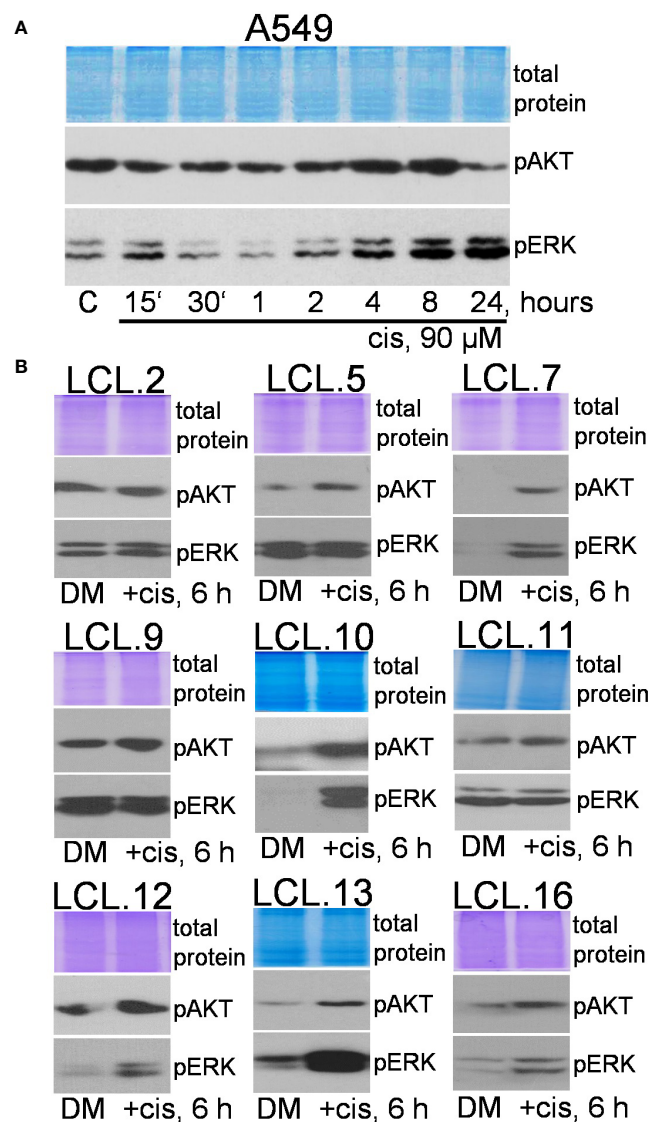 A
A549
total
protein
pAKT
pERK
C 15‘ 30‘ 1 2 4 8 24, hours
cis, 90 µM
B
LCL.2 LCL.5 LCL.7
total
protein
total
protein
total
protein
pAKT pAKT pAKT
pERK pERK pERK
DM +cis, 6 h DM +cis, 6 h DM +cis, 6 h
LCL.9 LCL.10 LCL.11
total
protein
total
protein
total
protein
pAKT pAKT pAKT
pERK pERK pERK
DM +cis, 6 h DM +cis, 6 h DM +cis, 6 h
LCL.12 LCL.13 LCL.16
total
protein
total
protein
total
protein
pAKT pAKT pAKT
pERK pERK pERK
DM +cis, 6 h DM +cis, 6 h DM +cis, 6 h